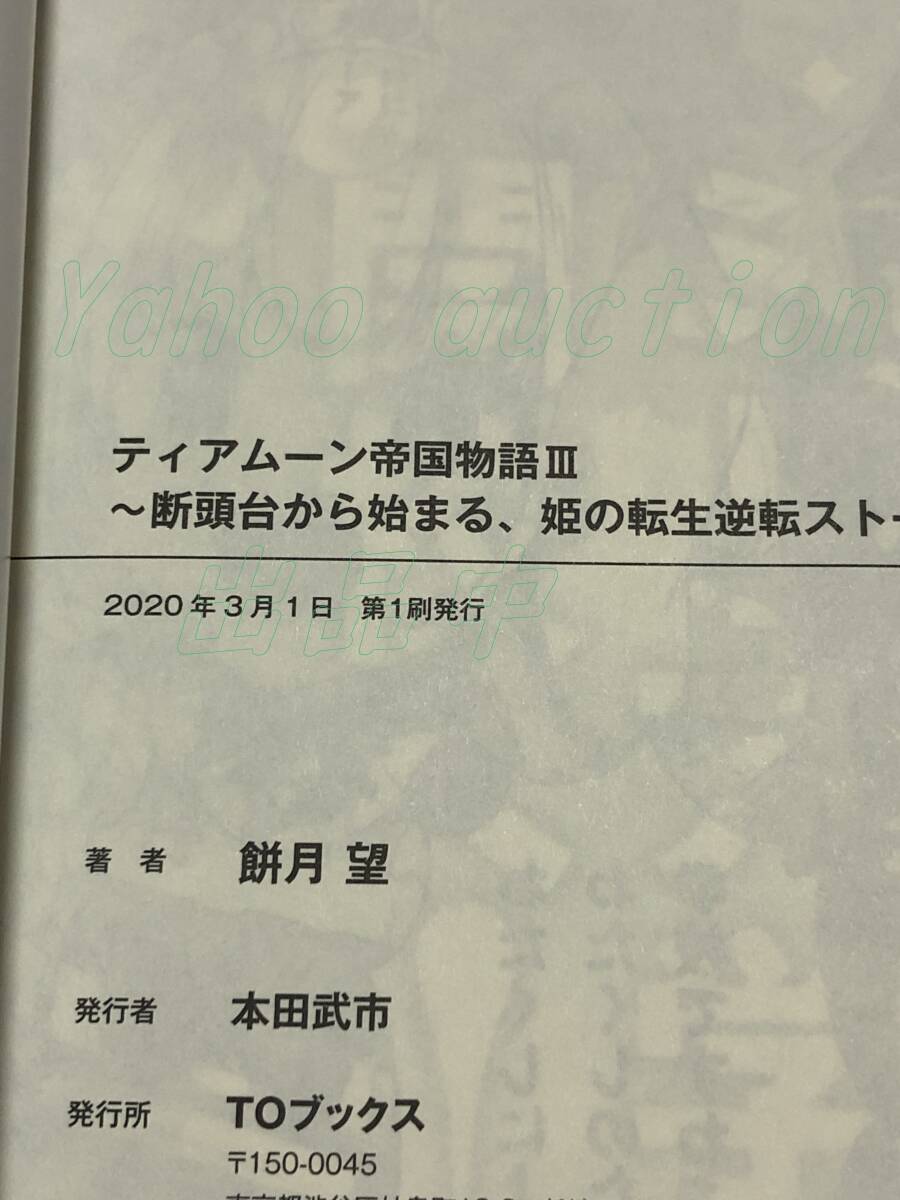 Yahoo auction
ティアムーン帝国物語Ⅲ
～断頭台から始まる、姫の転生逆転スト
出品中
2020年3月1日 第1刷発行
著 者 餅月 望
発行者 本田武市
発行所 TOブックス
〒150-0045